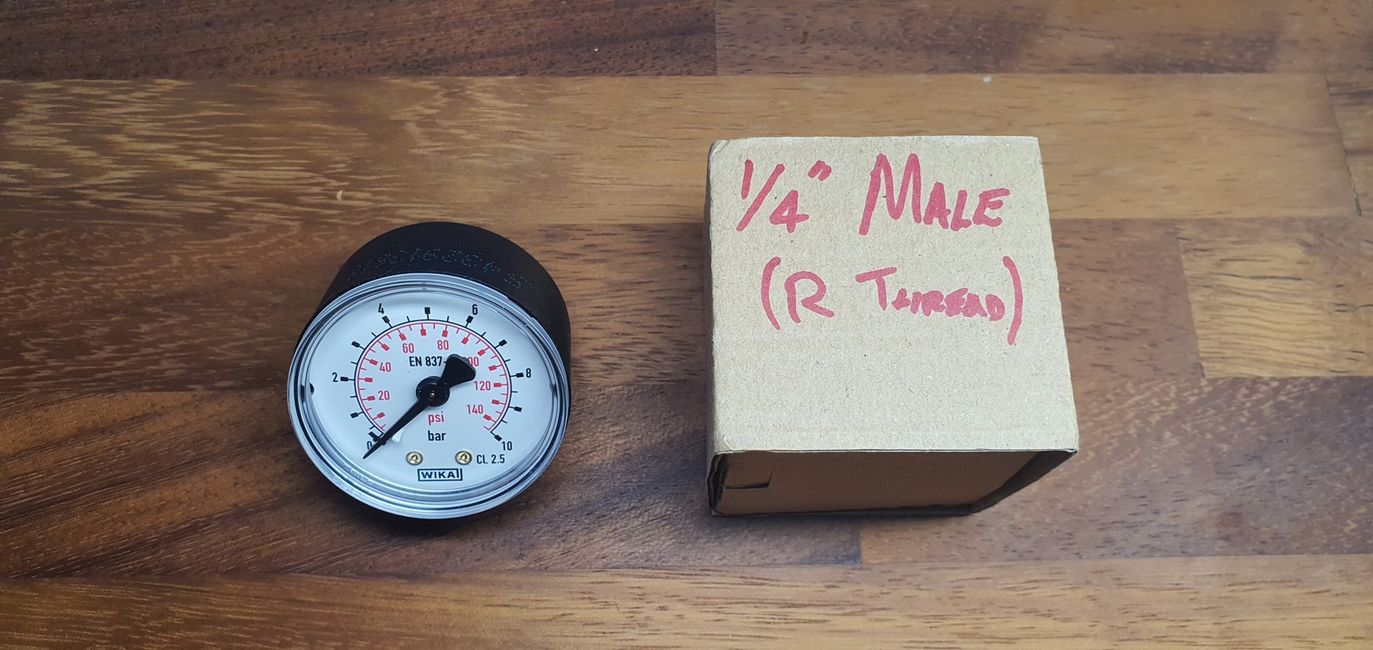 4 6
60 80
EN 837-
40
2 8
120
20
psi 140
bar
0 10
CL 2.5
WIKA
1/4" MALE
(R THREAD)